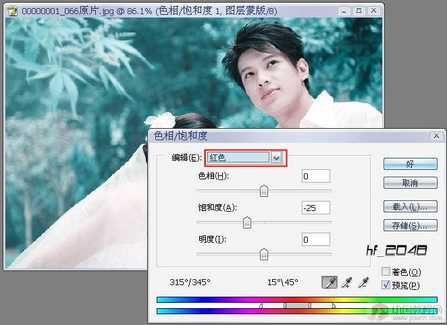 00000001_066原片.jpg @ 86.1% (色相/饱和度 1, 图层蒙版/8)
色相/饱和度
编辑(E): 红色
好
色相(H): 0
取消
饱和度(A): -25
载入(L)...
存储(S)...
明度(I): 0
hf_2048
着色(O)
315°/345° 15°\45°
预览(P)